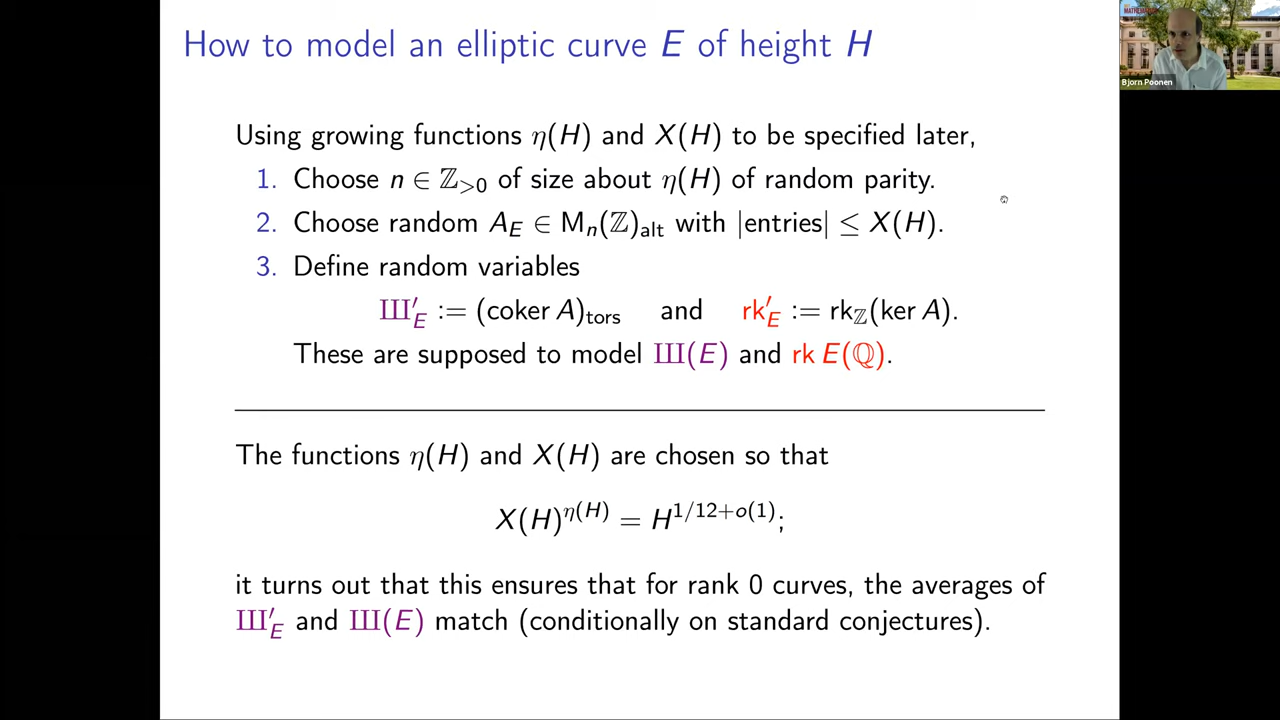 How to model an elliptic curve E of height H
MATHEMATICS
Bjorn Poonen
Using growing functions η(H) and X(H) to be specified later,
1. Choose n ∈ ℤ>0 of size about η(H) of random parity.
2. Choose random A_E ∈ M_n(ℤ)_alt with |entries| ≤ X(H).
3. Define random variables
Ш′_E := (coker A)_tors and rk′_E := rk_ℤ(ker A).
These are supposed to model Ш(E) and rk E(ℚ).
The functions η(H) and X(H) are chosen so that
X(H)^η(H) = H^1/12+o(1);
it turns out that this ensures that for rank 0 curves, the averages of
Ш′_E and Ш(E) match (conditionally on standard conjectures).